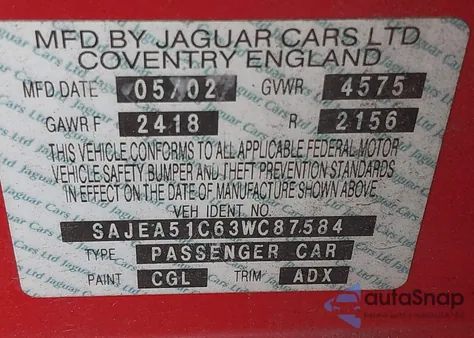 MFD BY JAGUAR CARS LTD
COVENTRY ENGLAND
MFD DATE 05/02 GVWR 4575
GAWR F 2418 R 2156
THIS VEHICLE CONFORMS TO ALL APPLICABLE FEDERAL MOTOR
VEHICLE SAFETY BUMPER AND THEFT PREVENTION STANDARDS
IN EFFECT ON THE DATE OF MANUFACTURE SHOWN ABOVE
VEH IDENT NO.
SAJEA51C63WC87584
TYPE PASSENGER CAR
PAINT CGL TRIM ADX
autoSnap